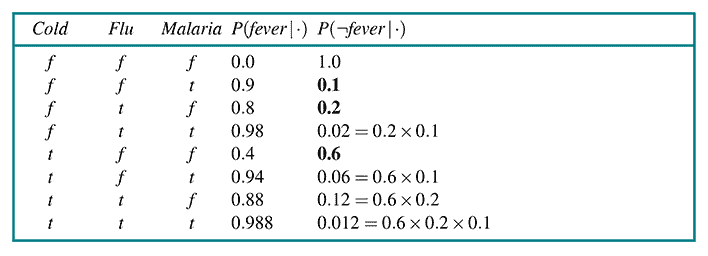 Cold Flu Malaria P(fever | ·) P(¬fever | ·)
f f f 0.0 1.0
f f t 0.9 0.1
f t f 0.8 0.2
f t t 0.98 0.02 = 0.2 × 0.1
t f f 0.4 0.6
t f t 0.94 0.06 = 0.6 × 0.1
t t f 0.88 0.12 = 0.6 × 0.2
t t t 0.988 0.012 = 0.6 × 0.2 × 0.1